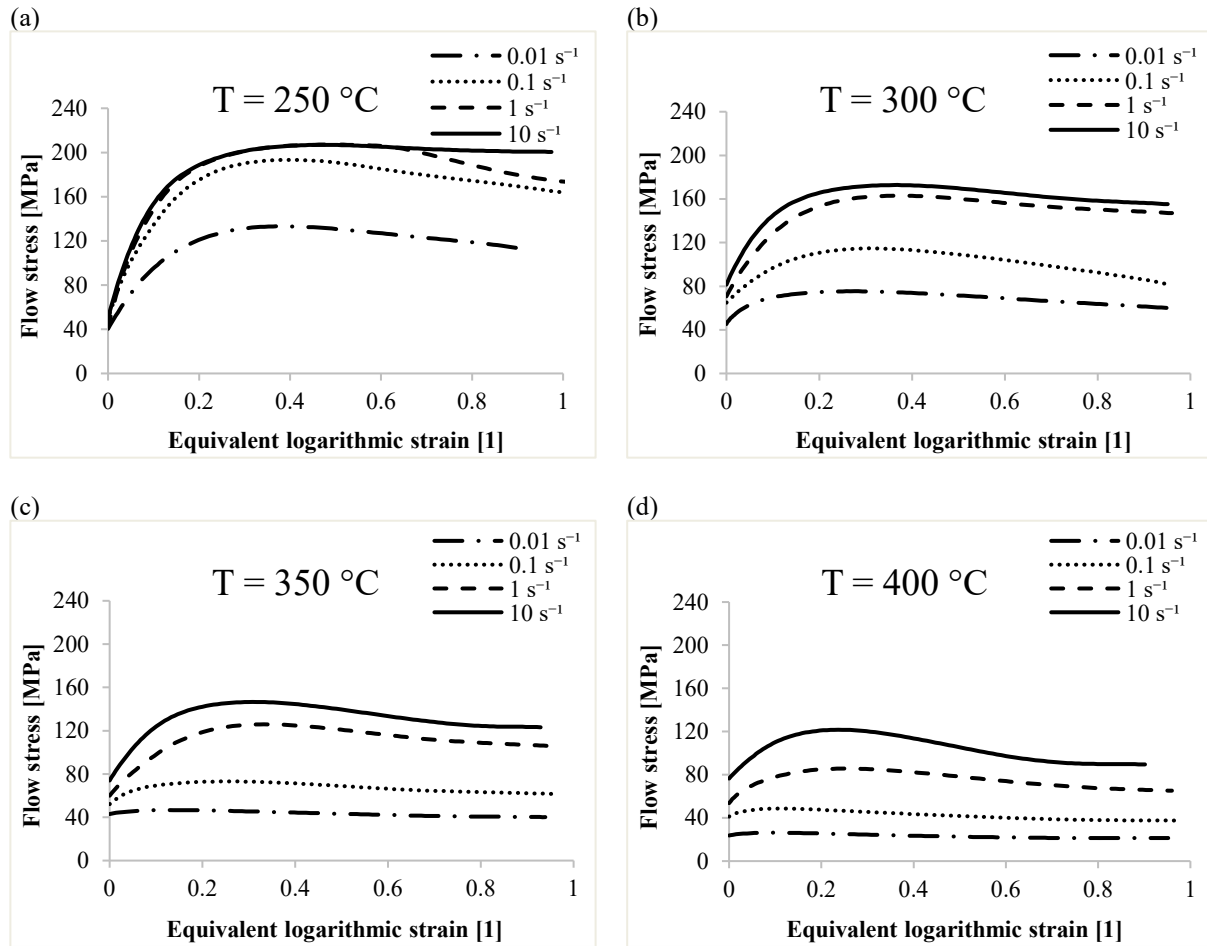 (a)
0.01 s⁻¹
0.1 s⁻¹
1 s⁻¹
10 s⁻¹
T = 250 °C
Flow stress [MPa]
240
200
160
120
80
40
0
0 0.2 0.4 0.6 0.8 1
Equivalent logarithmic strain [1]
(b)
0.01 s⁻¹
0.1 s⁻¹
1 s⁻¹
10 s⁻¹
T = 300 °C
Flow stress [MPa]
240
200
160
120
80
40
0
0 0.2 0.4 0.6 0.8 1
Equivalent logarithmic strain [1]
(c)
0.01 s⁻¹
0.1 s⁻¹
1 s⁻¹
10 s⁻¹
T = 350 °C
Flow stress [MPa]
240
200
160
120
80
40
0
0 0.2 0.4 0.6 0.8 1
Equivalent logarithmic strain [1]
(d)
0.01 s⁻¹
0.1 s⁻¹
1 s⁻¹
10 s⁻¹
T = 400 °C
Flow stress [MPa]
240
200
160
120
80
40
0
0 0.2 0.4 0.6 0.8 1
Equivalent logarithmic strain [1]